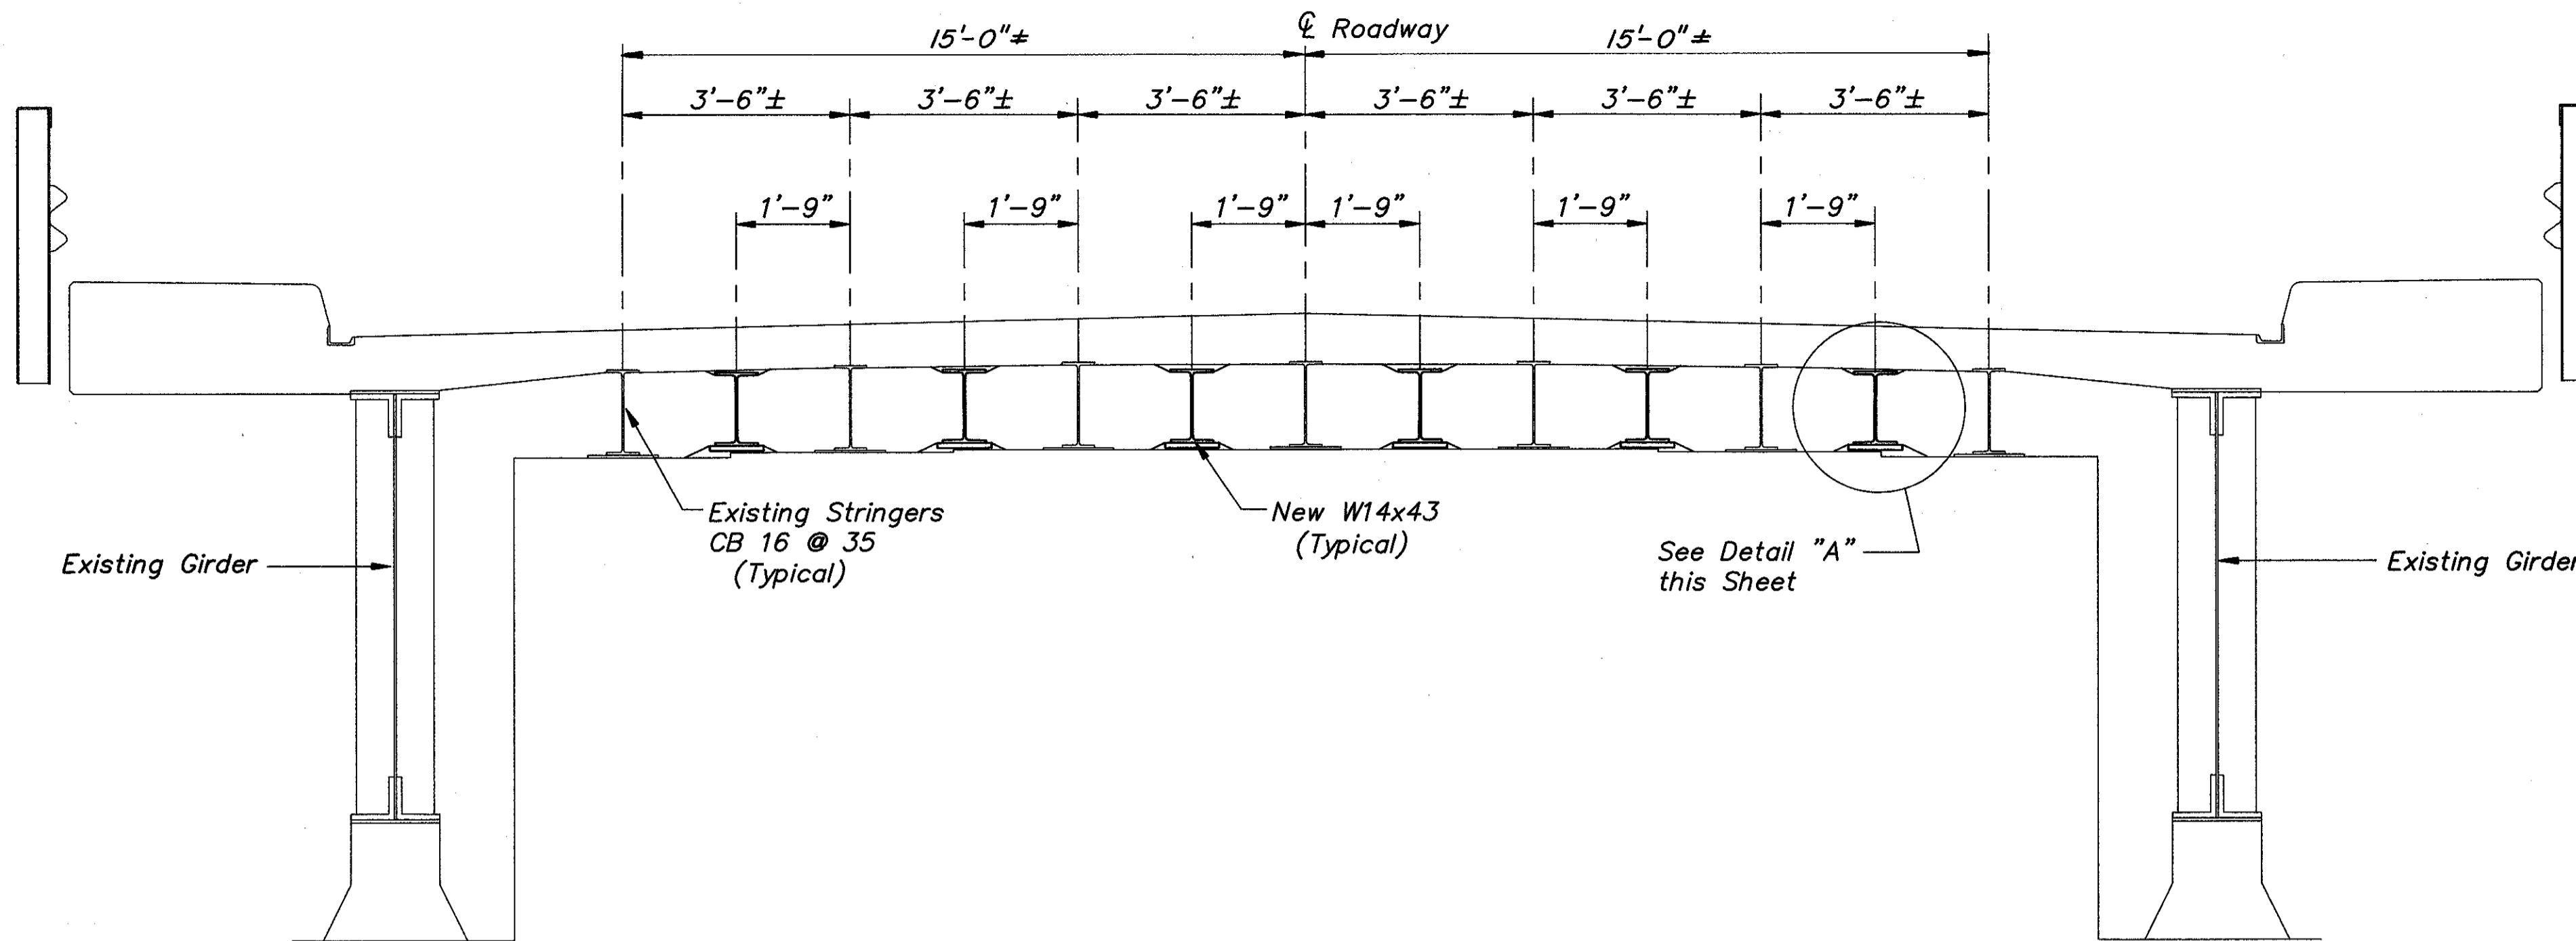 ℄ Roadway
15'-0"± 15'-0"±
3'-6"± 3'-6"± 3'-6"± 3'-6"± 3'-6"± 3'-6"±
1'-9" 1'-9" 1'-9" 1'-9" 1'-9" 1'-9"
Existing Stringers
CB 16 @ 35
(Typical)
New W14x43
(Typical)
See Detail "A"
this Sheet
Existing Girder
Existing Girder